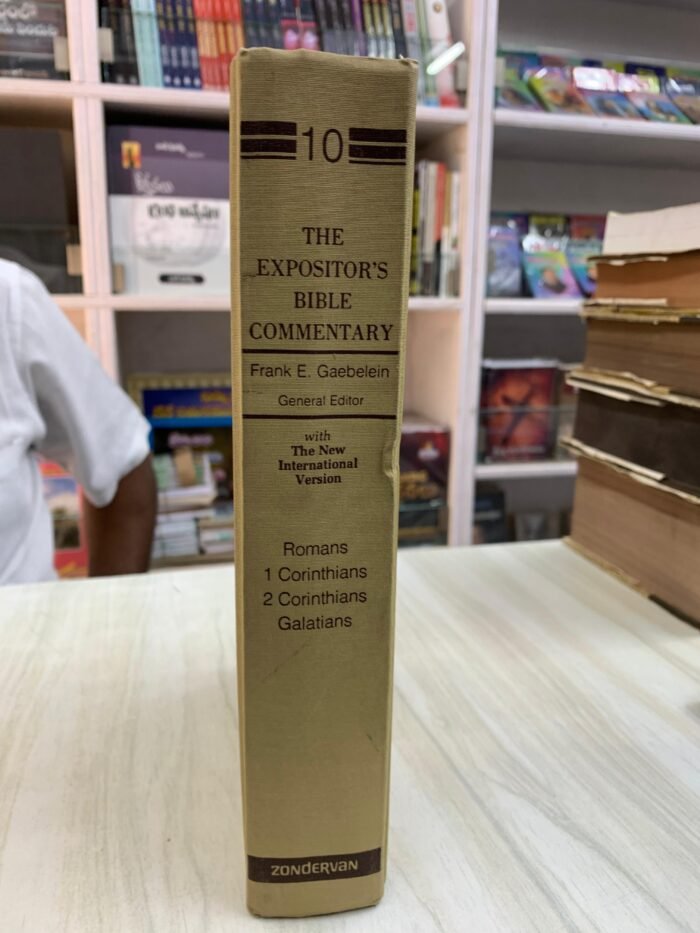 10
THE
EXPOSITOR'S
BIBLE
COMMENTARY
Frank E. Gaebelein
General Editor
with
The New
International
Version
Romans
1 Corinthians
2 Corinthians
Galatians
ZONDERVAN